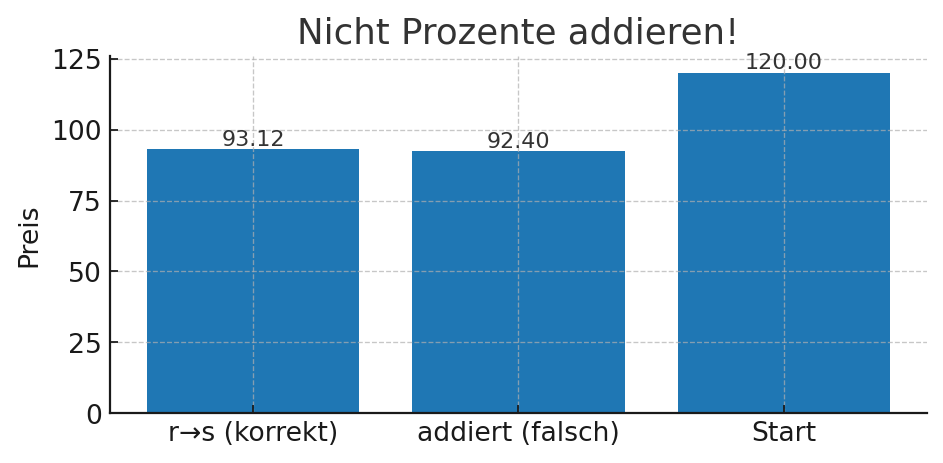 Nicht Prozente addieren!
Preis
125
100
75
50
25
0
93.12
92.40
120.00
r→s (korrekt)
addiert (falsch)
Start